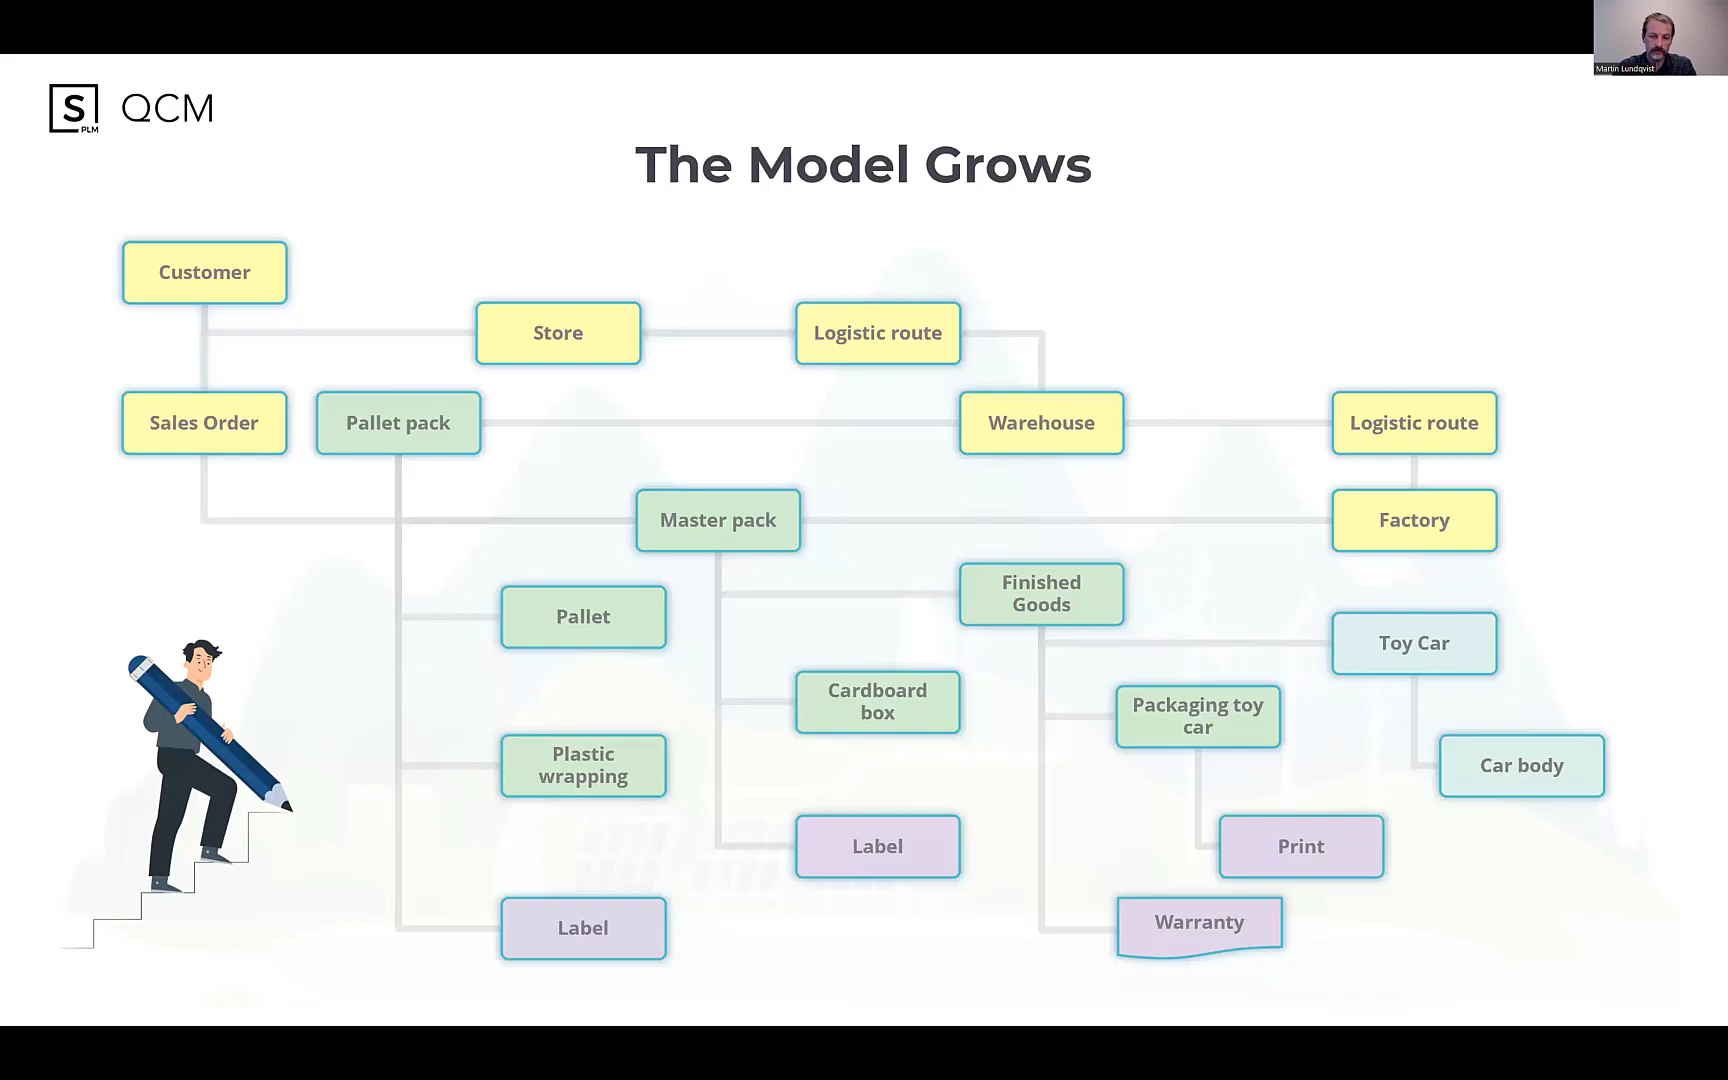 Martin Lundqvist
S
PLM
QCM
The Model Grows
Customer
Store
Logistic route
Sales Order
Pallet pack
Warehouse
Logistic route
Master pack
Factory
Finished
Goods
Pallet
Toy Car
Cardboard
box
Packaging toy
car
Plastic
wrapping
Car body
Label
Print
Label
Warranty